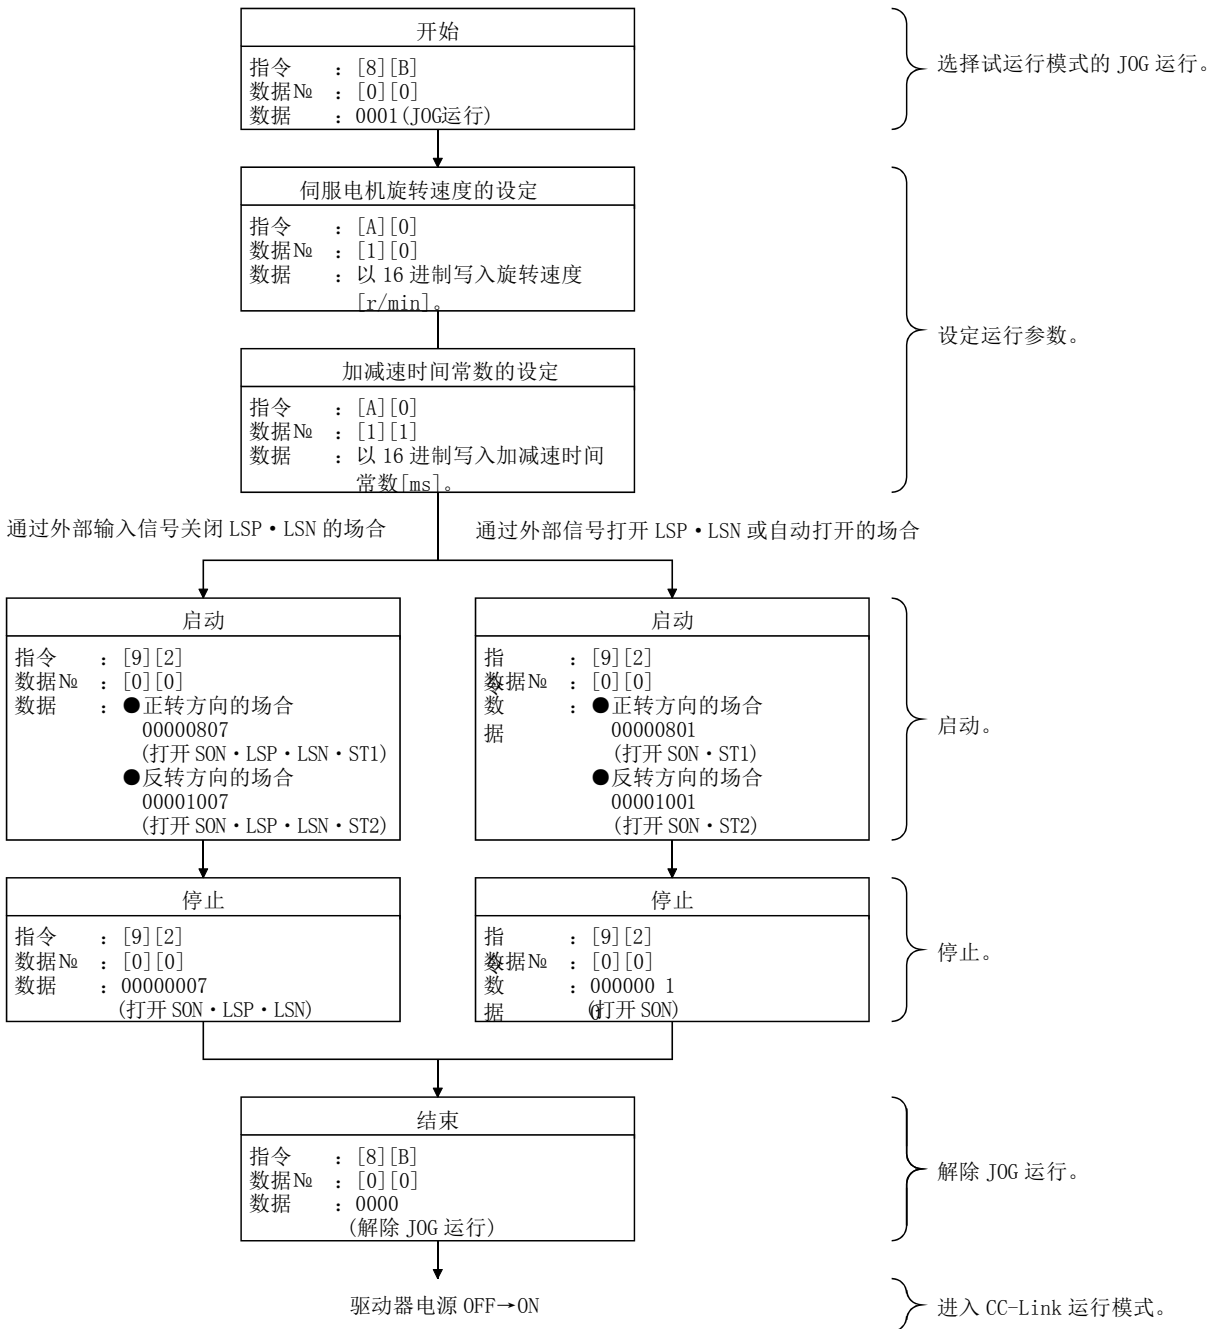 开始
指令 ：[8][B]
数据№ ：[0][0]
数据 ：0001(JOG运行)
选择试运行模式的 JOG 运行。
伺服电机旋转速度的设定
指令 ：[A][0]
数据№ ：[1][0]
数据 ：以 16 进制写入旋转速度
[r/min]。
设定运行参数。
加减速时间常数的设定
指令 ：[A][0]
数据№ ：[1][1]
数据 ：以 16 进制写入加减速时间
常数[ms]。
通过外部输入信号关闭 LSP・LSN 的场合
通过外部信号打开 LSP・LSN 或自动打开的场合
启动
指令 ：[9][2]
数据№ ：[0][0]
数据 ：●正转方向的场合
00000807
(打开 SON・LSP・LSN・ST1)
●反转方向的场合
00001007
(打开 SON・LSP・LSN・ST2)
启动
指令 ：[9][2]
数据№ ：[0][0]
数据 ：●正转方向的场合
00000801
(打开 SON・ST1)
●反转方向的场合
00001001
(打开 SON・ST2)
启动。
停止
指令 ：[9][2]
数据№ ：[0][0]
数据 ：00000007
(打开 SON・LSP・LSN)
停止
指令 ：[9][2]
数据№ ：[0][0]
数据 ：000000 1
0
(打开 SON)
停止。
结束
指令 ：[8][B]
数据№ ：[0][0]
数据 ：0000
(解除 JOG 运行)
解除 JOG 运行。
驱动器电源 OFF→ON
进入 CC-Link 运行模式。